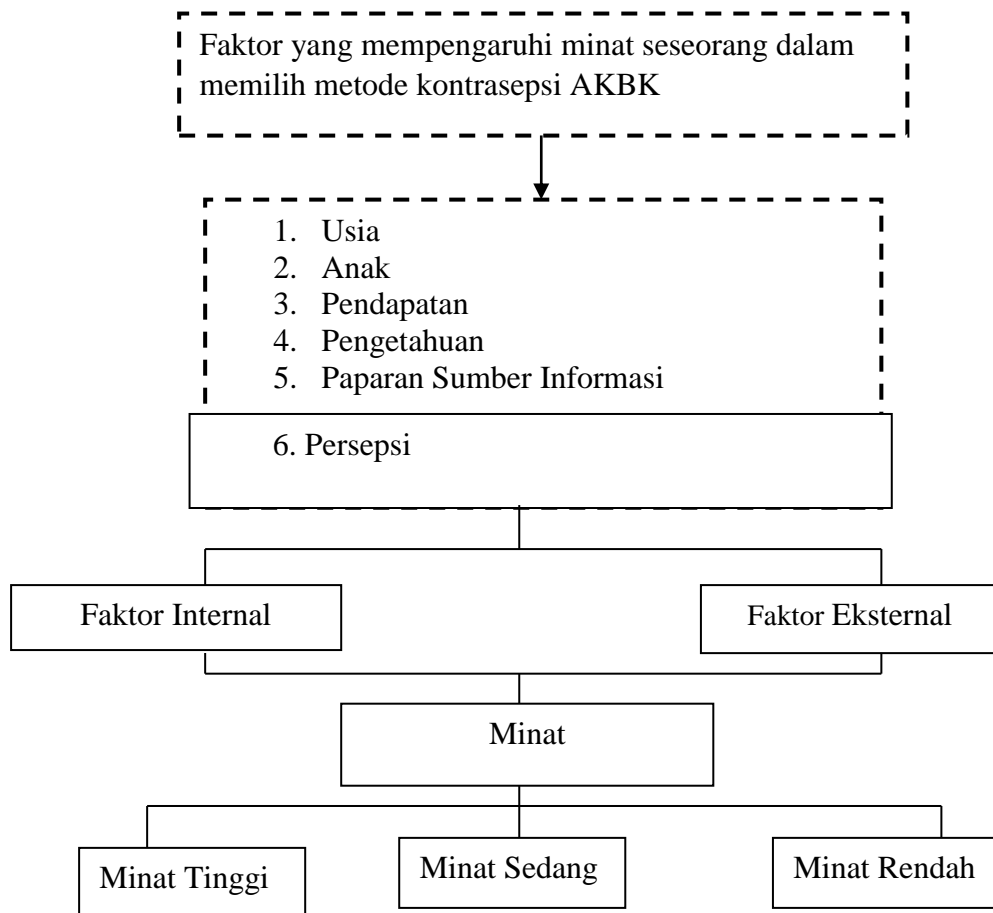 Faktor yang mempengaruhi minat seseorang dalam
memilih metode kontrasepsi AKBK
1. Usia
2. Anak
3. Pendapatan
4. Pengetahuan
5. Paparan Sumber Informasi
6. Persepsi
Faktor Internal
Faktor Eksternal
Minat
Minat Tinggi
Minat Sedang
Minat Rendah